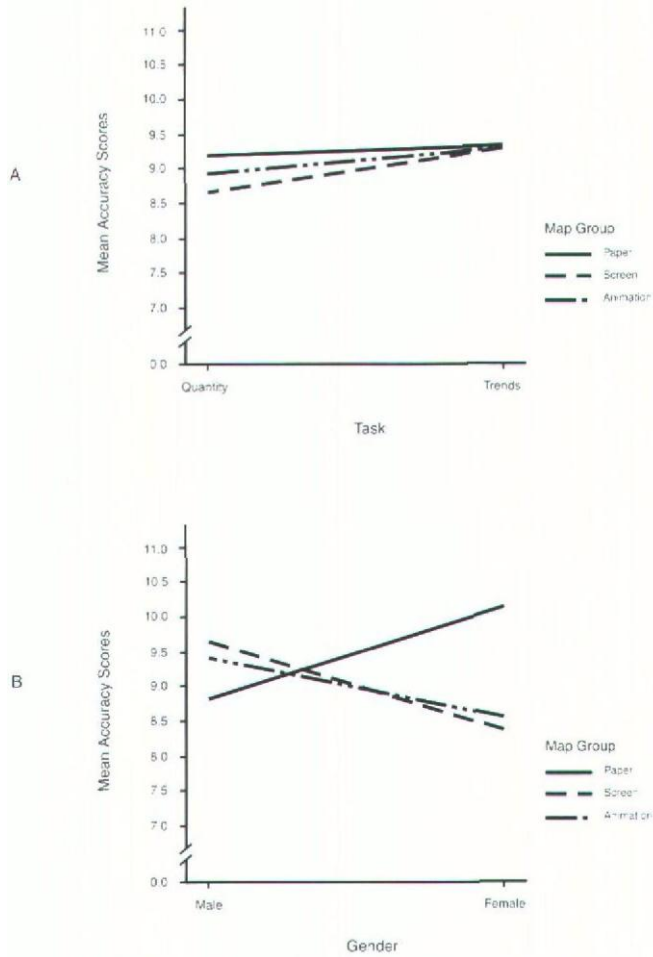 A
Mean Accuracy Scores
11.0
10.5
10.0
9.5
9.0
8.5
8.0
7.5
7.0
0.0
Quantity
Trends
Task
Map Group
Paper
Screen
Animation
B
Mean Accuracy Scores
11.0
10.5
10.0
9.5
9.0
8.5
8.0
7.5
7.0
0.0
Male
Female
Gender
Map Group
Paper
Screen
Animation